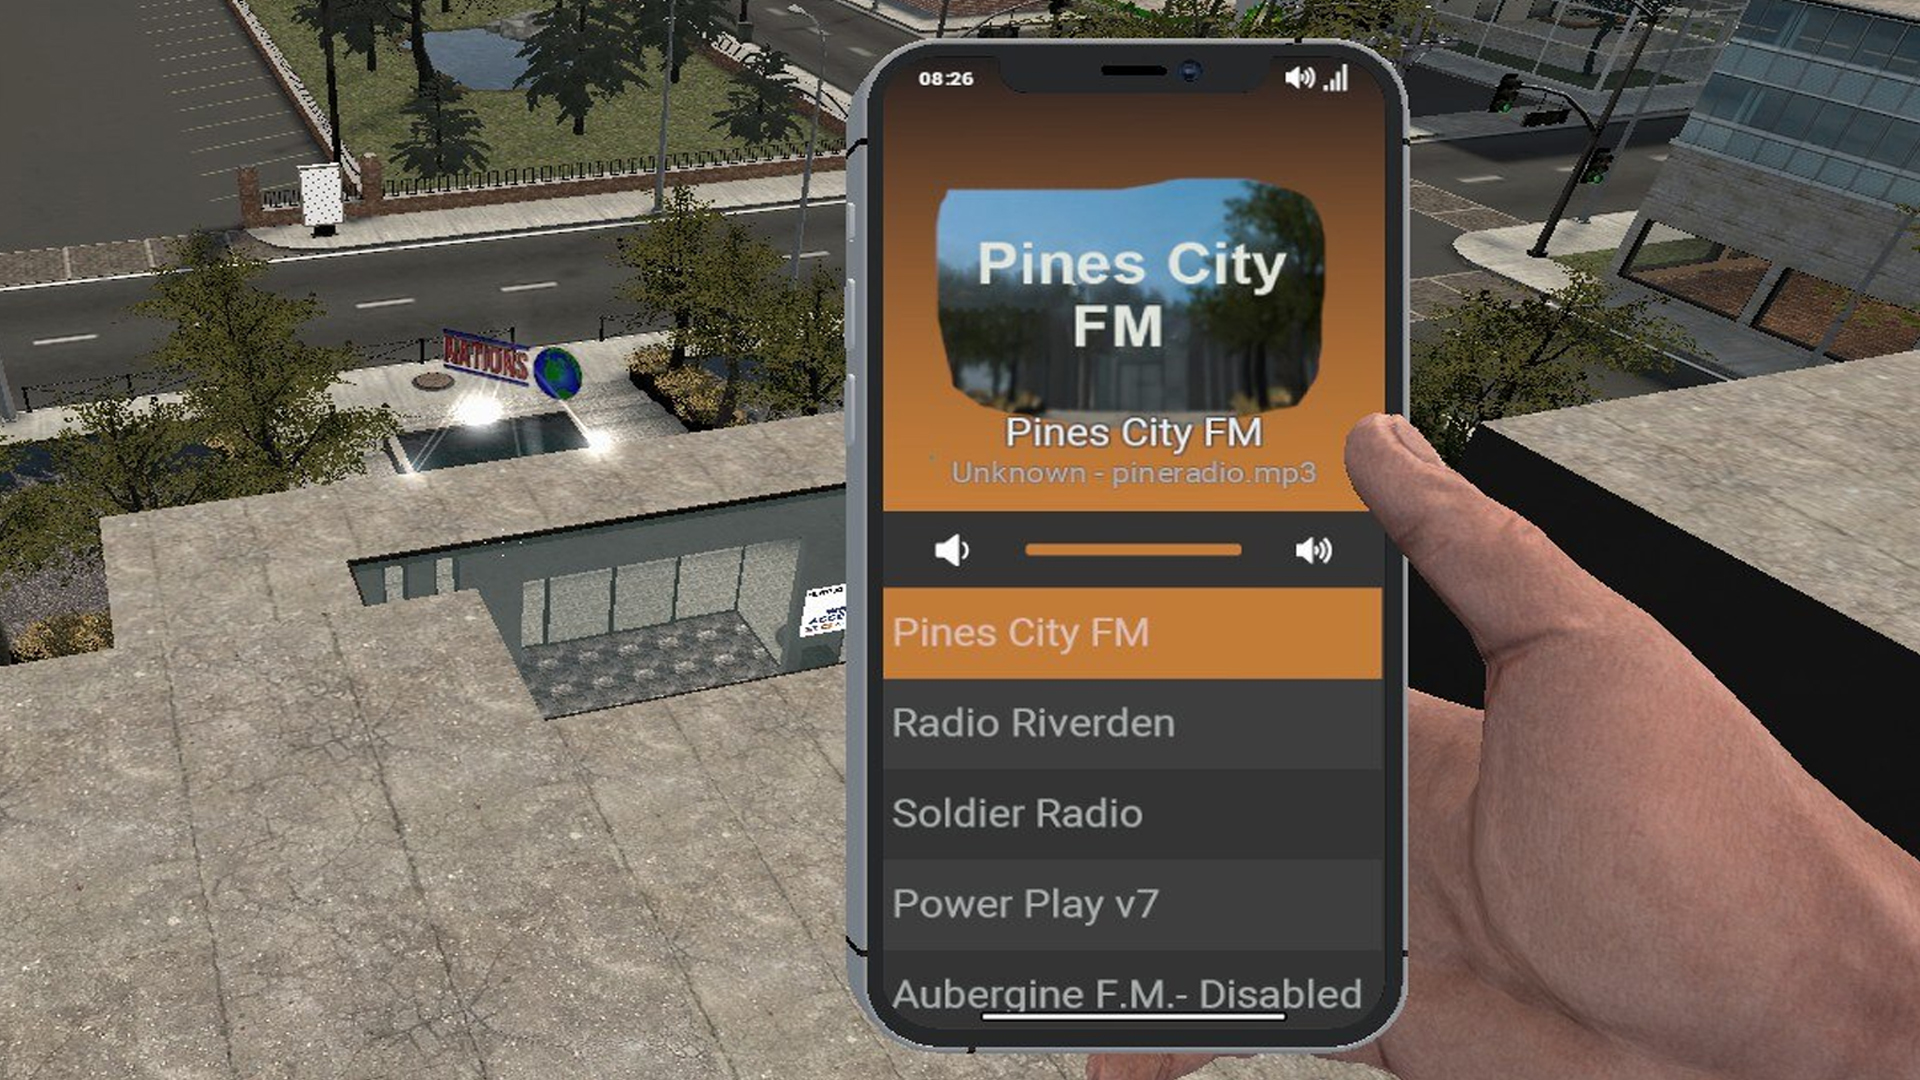 08:26
Pines City
FM
Pines City FM
Unknown - pineradio.mp3
Pines City FM
Radio Riverden
Soldier Radio
Power Play v7
Aubergine F.M.- Disabled
NATIONS